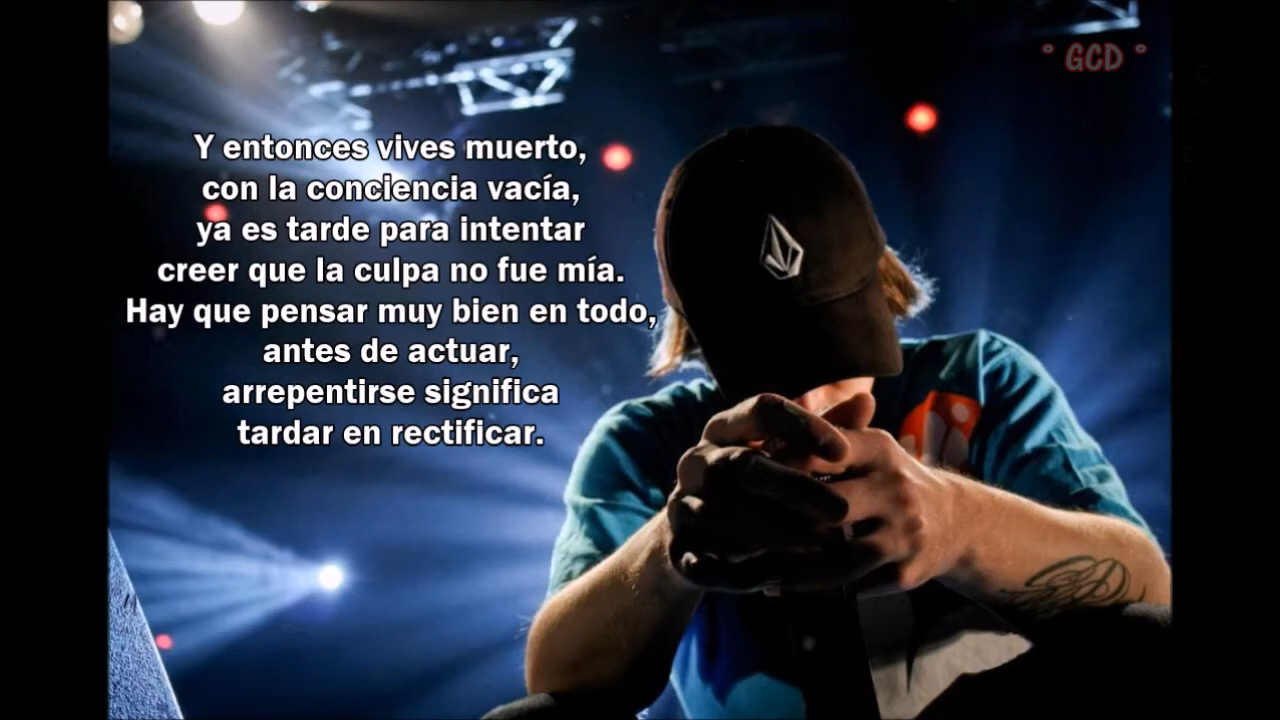 ° GCD °
Y entonces vives muerto,
con la conciencia vacía,
ya es tarde para intentar
creer que la culpa no fue mía.
Hay que pensar muy bien en todo,
antes de actuar,
arrepentirse significa
tardar en rectificar.